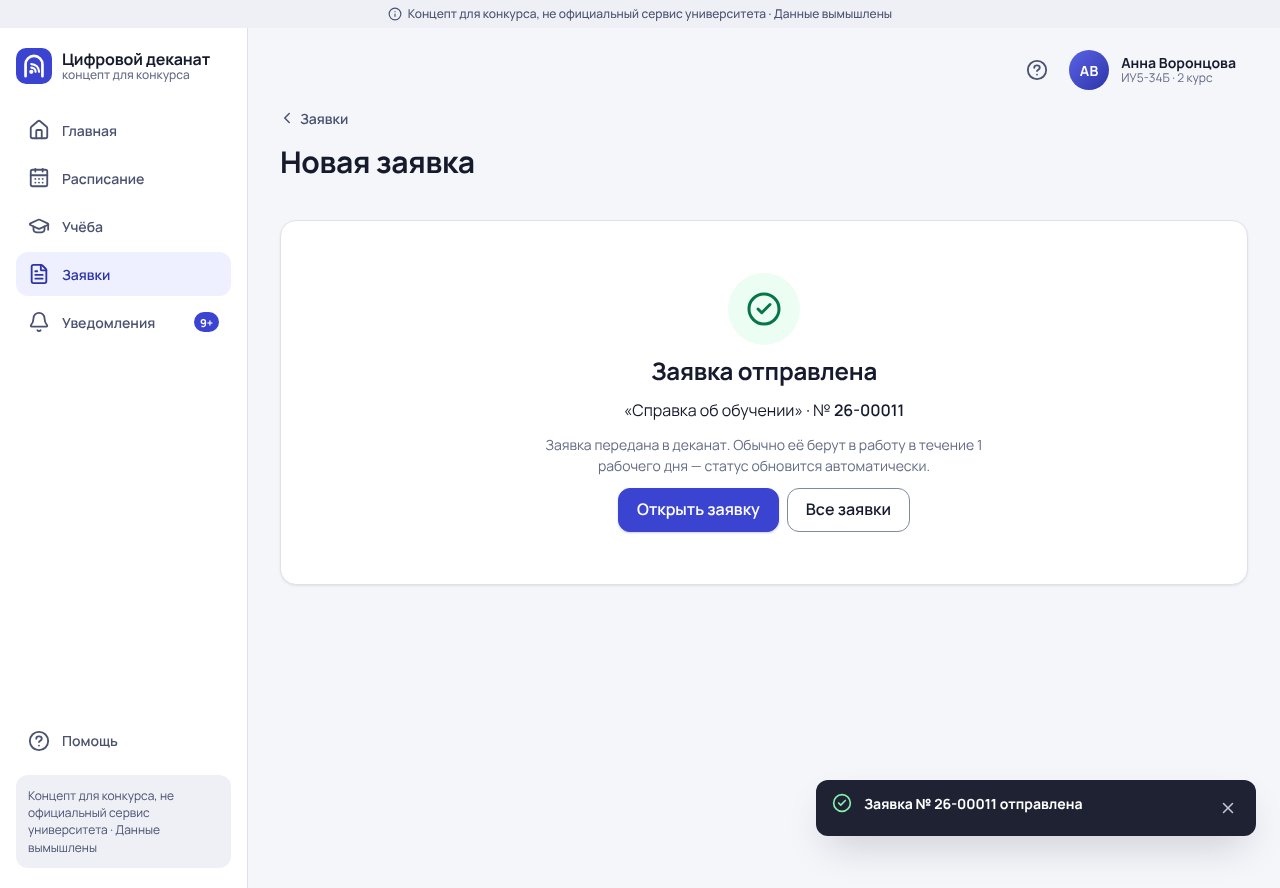 Концепт для конкурса, не официальный сервис университета · Данные вымышлены
Цифровой деканат
концепт для конкурса
Главная
Расписание
Учёба
Заявки
Уведомления
9+
Помощь
Концепт для конкурса, не
официальный сервис
университета · Данные
вымышлены
АВ
Анна Воронцова
ИУ5-34Б · 2 курс
Заявки
Новая заявка
Заявка отправлена
«Справка об обучении» · № 26-00011
Заявка передана в деканат. Обычно её берут в работу в течение 1
рабочего дня — статус обновится автоматически.
Открыть заявку
Все заявки
Заявка № 26-00011 отправлена